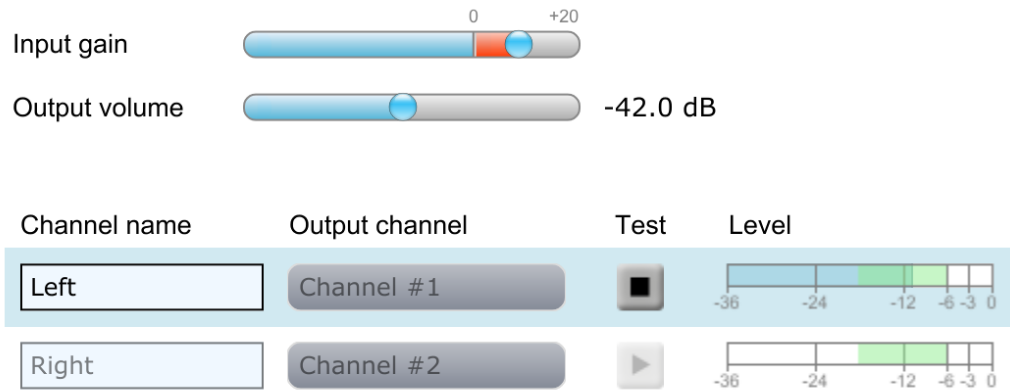 0 +20
Input gain
Output volume -42.0 dB
Channel name Output channel Test Level
Left Channel #1
-36 -24 -12 -6 -3 0
Right Channel #2
-36 -24 -12 -6 -3 0